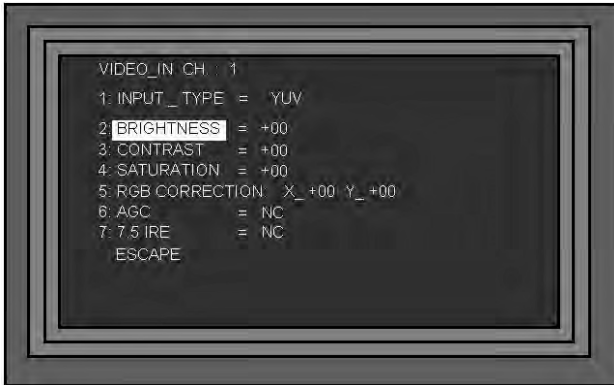 VIDEO_IN CH : 1
1: INPUT_ TYPE = YUV
2: BRIGHTNESS = +00
3: CONTRAST = +00
4: SATURATION = +00
5: RGB CORRECTION X_ +00 Y_ +00
6: AGC = NC
7: 7.5 IRE = NC
ESCAPE